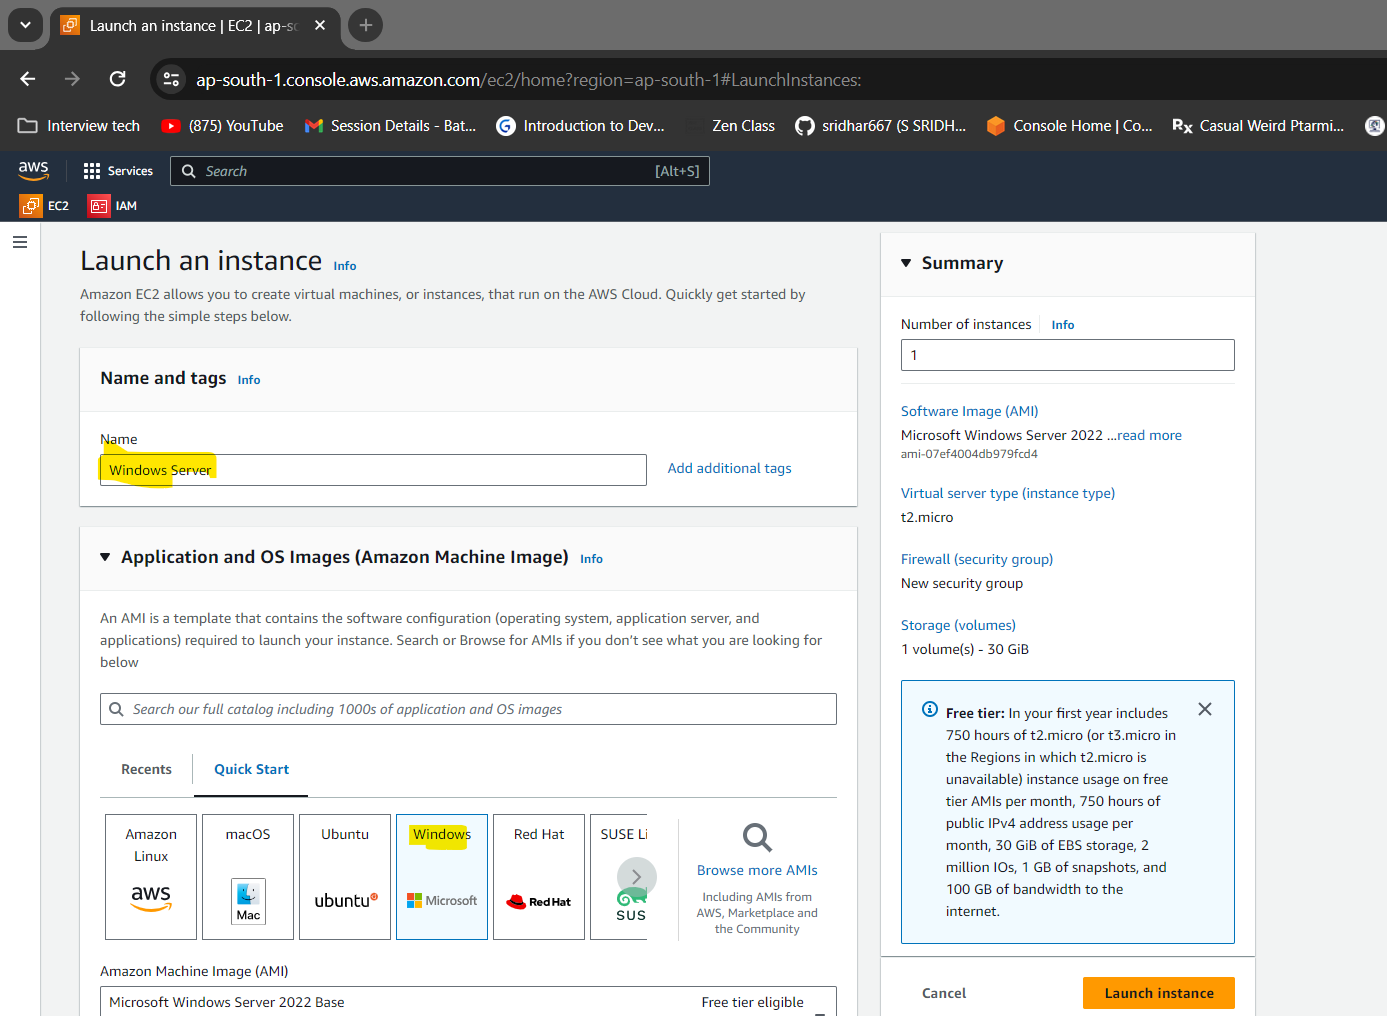 Launch an instance | EC2 | ap-so
ap-south-1.console.aws.amazon.com/ec2/home?region=ap-south-1#LaunchInstances:
Interview tech
(875) YouTube
Session Details - Bat...
Introduction to Dev...
Zen Class
sridhar667 (S SRIDH...
Console Home | Co...
Rx Casual Weird Ptarmi...
aws
Services
Search
[Alt+S]
EC2
IAM
Launch an instance Info
Amazon EC2 allows you to create virtual machines, or instances, that run on the AWS Cloud. Quickly get started by
following the simple steps below.
Name and tags Info
Name
Windows Server
Add additional tags
Application and OS Images (Amazon Machine Image) Info
An AMI is a template that contains the software configuration (operating system, application server, and
applications) required to launch your instance. Search or Browse for AMIs if you don't see what you are looking for
below
Search our full catalog including 1000s of application and OS images
Recents
Quick Start
Amazon
Linux
aws
macOS
Mac
Ubuntu
ubuntu
Windows
Microsoft
Red Hat
Red Hat
SUSE Li
SUS
Browse more AMIs
Including AMIs from
AWS, Marketplace and
the Community
Amazon Machine Image (AMI)
Microsoft Windows Server 2022 Base
Free tier eligible
Summary
Number of instances Info
1
Software Image (AMI)
Microsoft Windows Server 2022 ...read more
ami-07ef4004db979fcd4
Virtual server type (instance type)
t2.micro
Firewall (security group)
New security group
Storage (volumes)
1 volume(s) - 30 GiB
Free tier: In your first year includes
750 hours of t2.micro (or t3.micro in
the Regions in which t2.micro is
unavailable) instance usage on free
tier AMIs per month, 750 hours of
public IPv4 address usage per
month, 30 GiB of EBS storage, 2
million IOs, 1 GB of snapshots, and
100 GB of bandwidth to the
internet.
Cancel
Launch instance